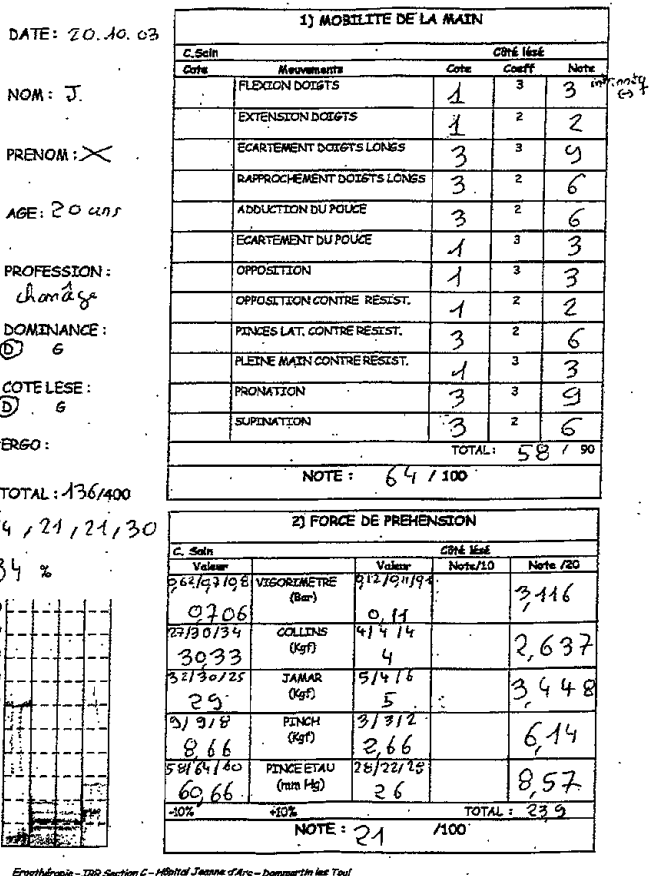 DATE: 20.10.03
NOM: J.
PRENOM:
AGE: 20 ans
PROFESSION:
chomâge
DOMINANCE:
D G
COTE LESE:
D G
ERGO:
TOTAL: 136/400
4, 21, 21, 30
34 %
1) MOBILITE DE LA MAIN
C.Sain Côté lésé
Cote Mouvements Cote Coeff Note
FLEXION DOIGTS 1 3 3
EXTENSION DOIGTS 1 2 2
ECARTEMENT DOIGTS LONGS 3 3 9
RAPPROCHEMENT DOIGTS LONGS 3 2 6
ADDUCTION DU POUCE 3 2 6
ECARTEMENT DU POUCE 1 3 3
OPPOSITION 1 3 3
OPPOSITION CONTRE RESIST. 1 2 2
PINCES LAT. CONTRE RESIST. 3 2 6
PLEINE MAIN CONTRE RESIST. 1 3 3
PRONATION 3 3 9
SUPINATION 3 2 6
TOTAL: 58 / 90
NOTE : 64 / 100
2) FORCE DE PREHENSION
C. Sain Côté lésé
Valeur Valeur Note/10 Note /20
0,62/0,7/0,8 VIGORIMETRE
(Bar) 3,116
0,706 0,11
27/30/34 COLLINS 4/4/4
(Kgf) 2,637
30,33 4
32/30/25 JAMAR 5/4/6
(Kgf) 3,448
29 5
9/9/8 PINCH 3/3/2
(Kgf) 6,14
8,66 2,66
58/64/60 PINCE ETAU 28/22/28
(mm Hg) 8,57
60,66 26
-10% +10% TOTAL : 23,9
NOTE : 21 /100
Ergothérapie - IRR Section C - Hôpital Jeanne d'Arc - Dommartin les Toul